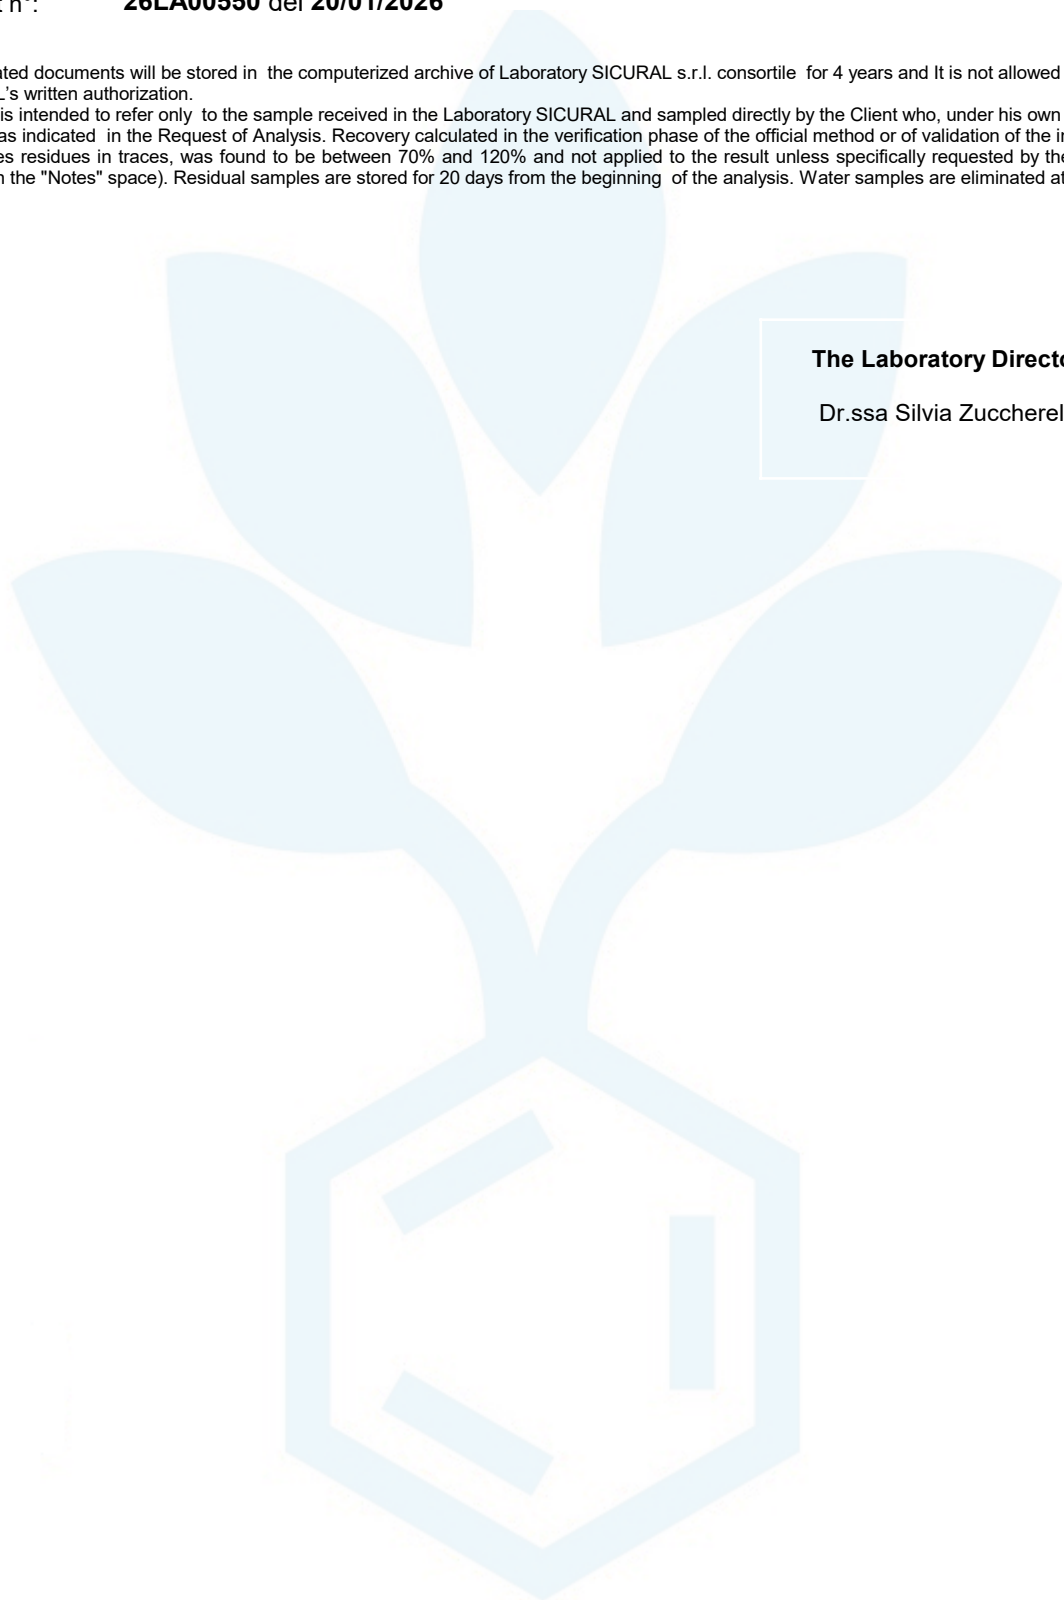 t n°: 26LA00550 del 20/01/2026
ated documents will be stored in the computerized archive of Laboratory SICURAL s.r.l. consortile for 4 years and It is not allowed
L's written authorization.
is intended to refer only to the sample received in the Laboratory SICURAL and sampled directly by the Client who, under his own
as indicated in the Request of Analysis. Recovery calculated in the verification phase of the official method or of validation of the i
es residues in traces, was found to be between 70% and 120% and not applied to the result unless specifically requested by the
n the "Notes" space). Residual samples are stored for 20 days from the beginning of the analysis. Water samples are eliminated at
The Laboratory Direct
Dr.ssa Silvia Zuccherel